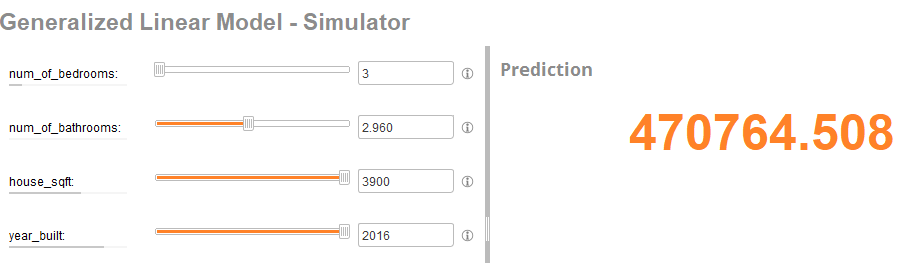 Generalized Linear Model - Simulator
num_of_bedrooms: 3
Prediction
num_of_bathrooms: 2.960
470764.508
house_sqft: 3900
year_built: 2016